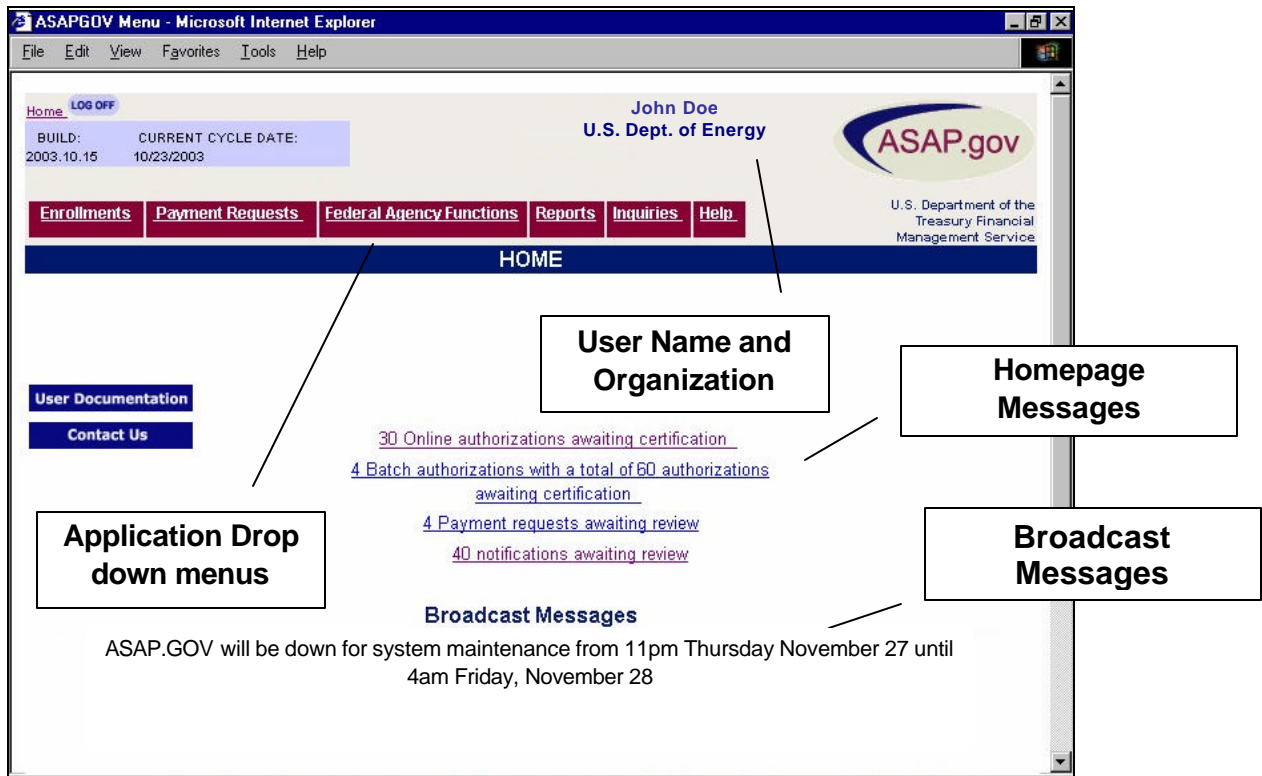 ASAPGOV Menu - Microsoft Internet Explorer
File Edit View Favorites Tools Help
Home LOG OFF
John Doe
U.S. Dept. of Energy
BUILD: CURRENT CYCLE DATE:
2003.10.15 10/23/2003
ASAP.gov
U.S. Department of the
Treasury Financial
Management Service
Enrollments Payment Requests Federal Agency Functions Reports Inquiries Help
HOME
User Name and
Organization
Homepage
Messages
User Documentation
Contact Us
30 Online authorizations awaiting certification
4 Batch authorizations with a total of 60 authorizations
awaiting certification
4 Payment requests awaiting review
40 notifications awaiting review
Application Drop
down menus
Broadcast
Messages
Broadcast Messages
ASAP.GOV will be down for system maintenance from 11pm Thursday November 27 until
4am Friday, November 28